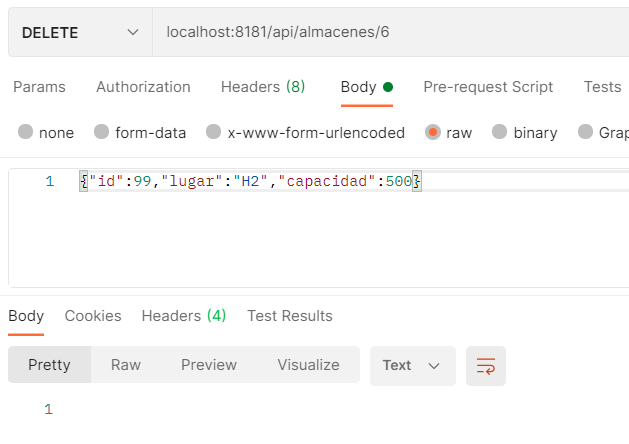 DELETE localhost:8181/api/almacenes/6
Params Authorization Headers (8) Body Pre-request Script Tests
none form-data x-www-form-urlencoded raw binary Grap
1 {"id":99,"lugar":"H2","capacidad":500}
Body Cookies Headers (4) Test Results
Pretty Raw Preview Visualize Text
1